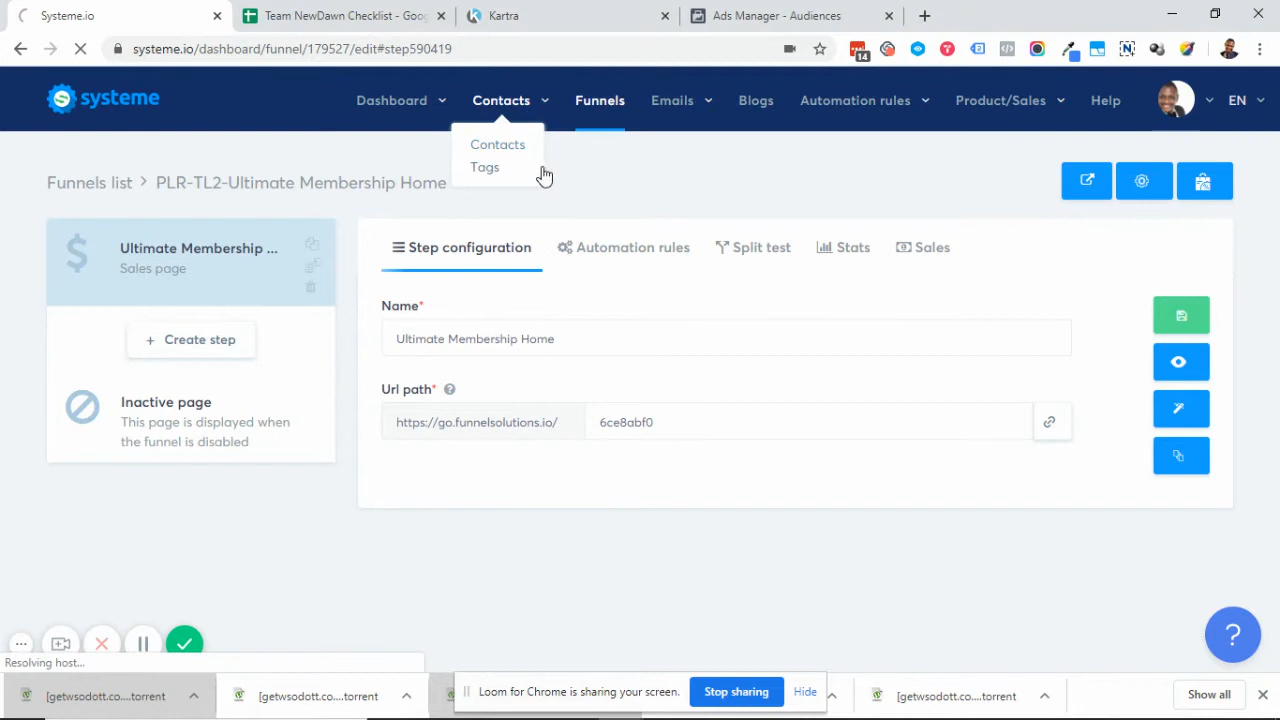 Systeme.io
Team NewDawn Checklist - Goo
Kartra
Ads Manager - Audiences
systeme.io/dashboard/funnel/179527/edit#step590419
14
S systeme
Dashboard
Contacts
Funnels
Emails
Blogs
Automation rules
Product/Sales
Help
EN
Contacts
Tags
Funnels list > PLR-TL2-Ultimate Membership Home
Ultimate Membership ...
Sales page
+ Create step
Inactive page
This page is displayed when
the funnel is disabled
Step configuration
Automation rules
Split test
Stats
Sales
Name*
Ultimate Membership Home
Url path* ?
https://go.funnelsolutions.io/
6ce8abf0
?
...
Resolving host...
[getwsodott.co....torrent
[getwsodott.co....torrent
Loom for Chrome is sharing your screen.
Stop sharing
Hide
[getwsodott.co....torrent
Show all